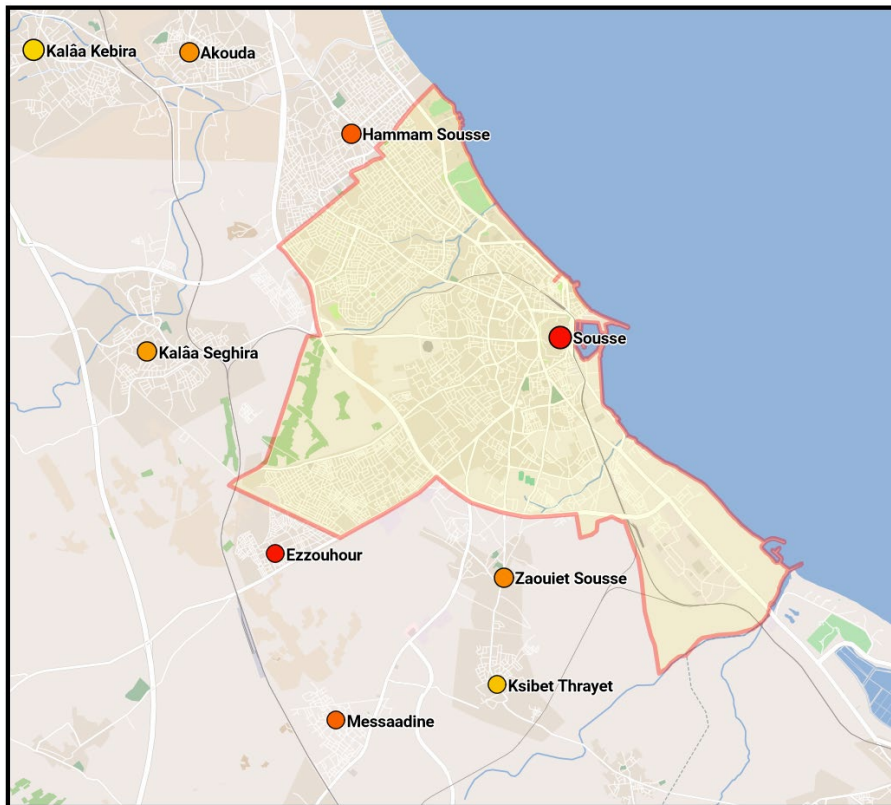 Kalâa Kebira
Akouda
Hammam Sousse
Sousse
Kalâa Seghira
Ezzouhour
Zaouiet Sousse
Ksibet Thrayet
Messaadine